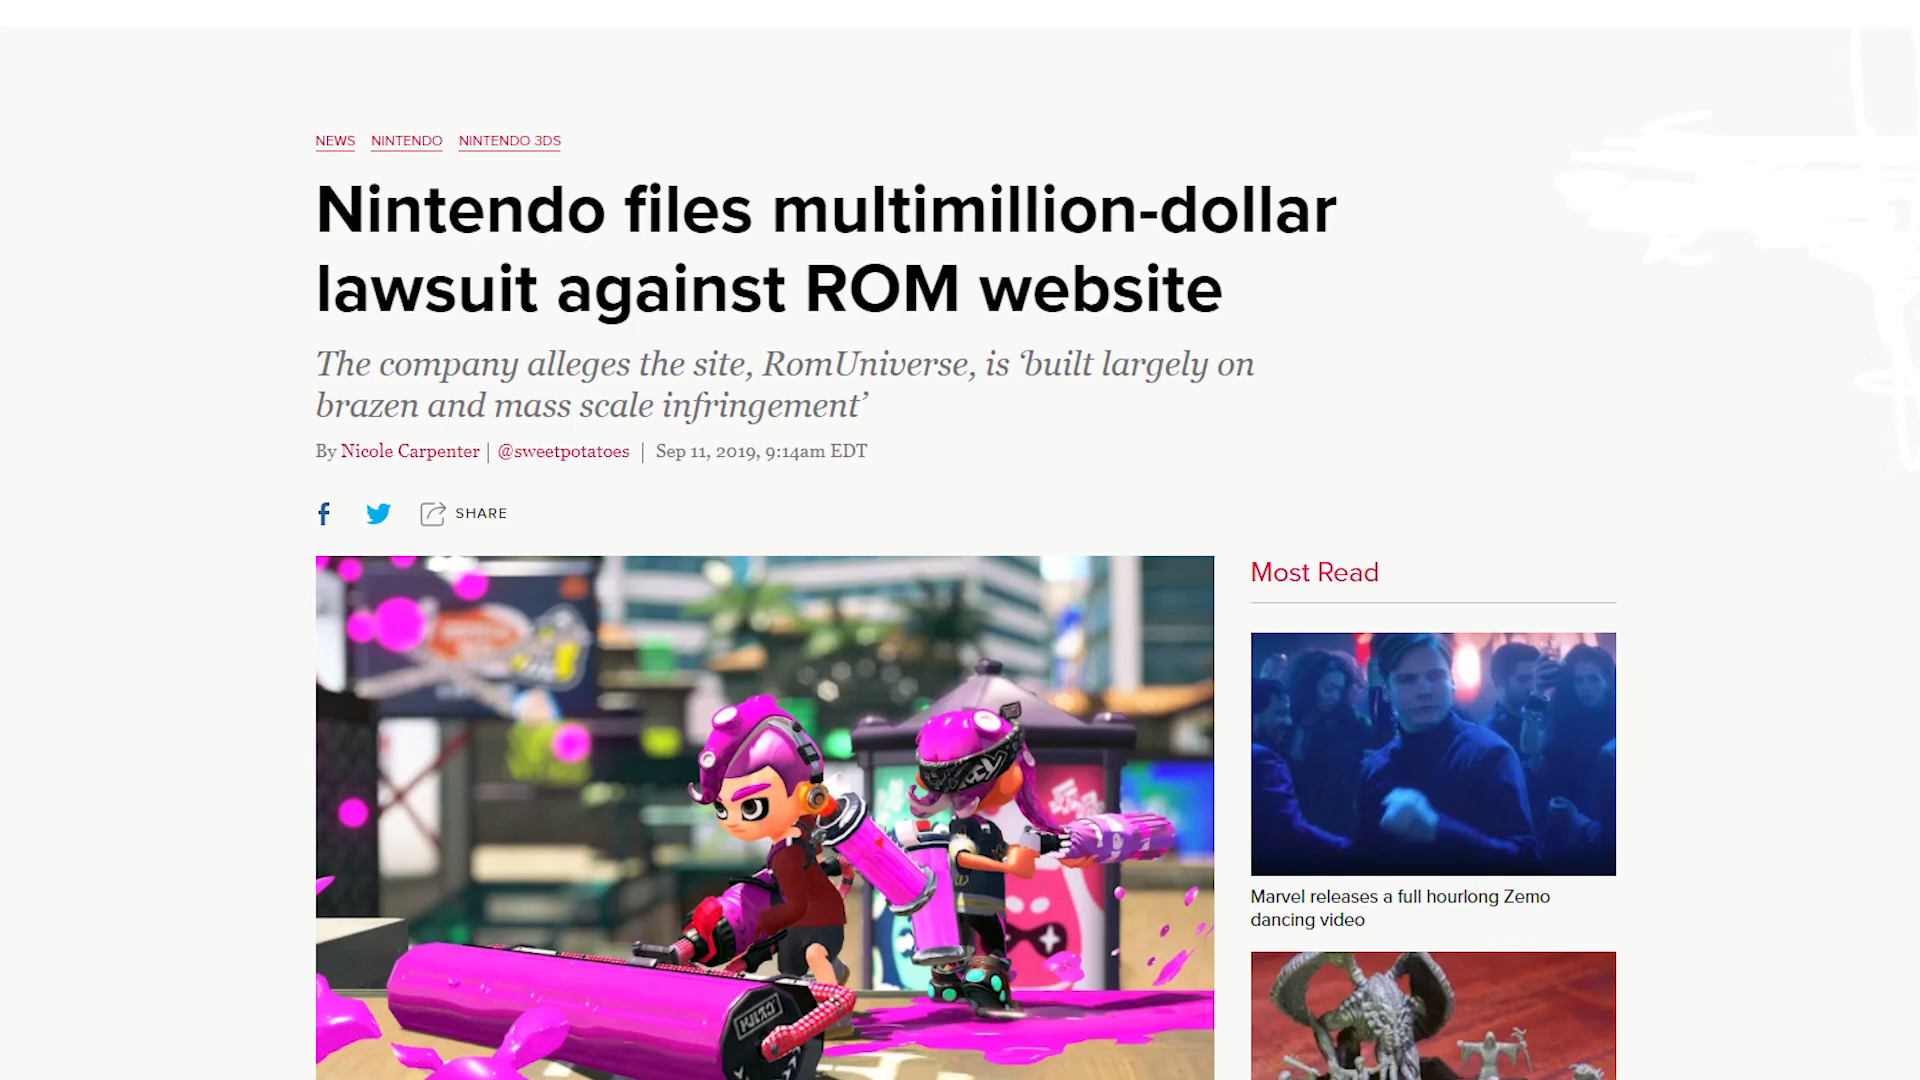 NEWS NINTENDO NINTENDO 3DS
Nintendo files multimillion-dollar
lawsuit against ROM website
The company alleges the site, RomUniverse, is ‘built largely on
brazen and mass scale infringement’
By Nicole Carpenter | @sweetpotatoes | Sep 11, 2019, 9:14am EDT
SHARE
Most Read
Marvel releases a full hourlong Zemo
dancing video